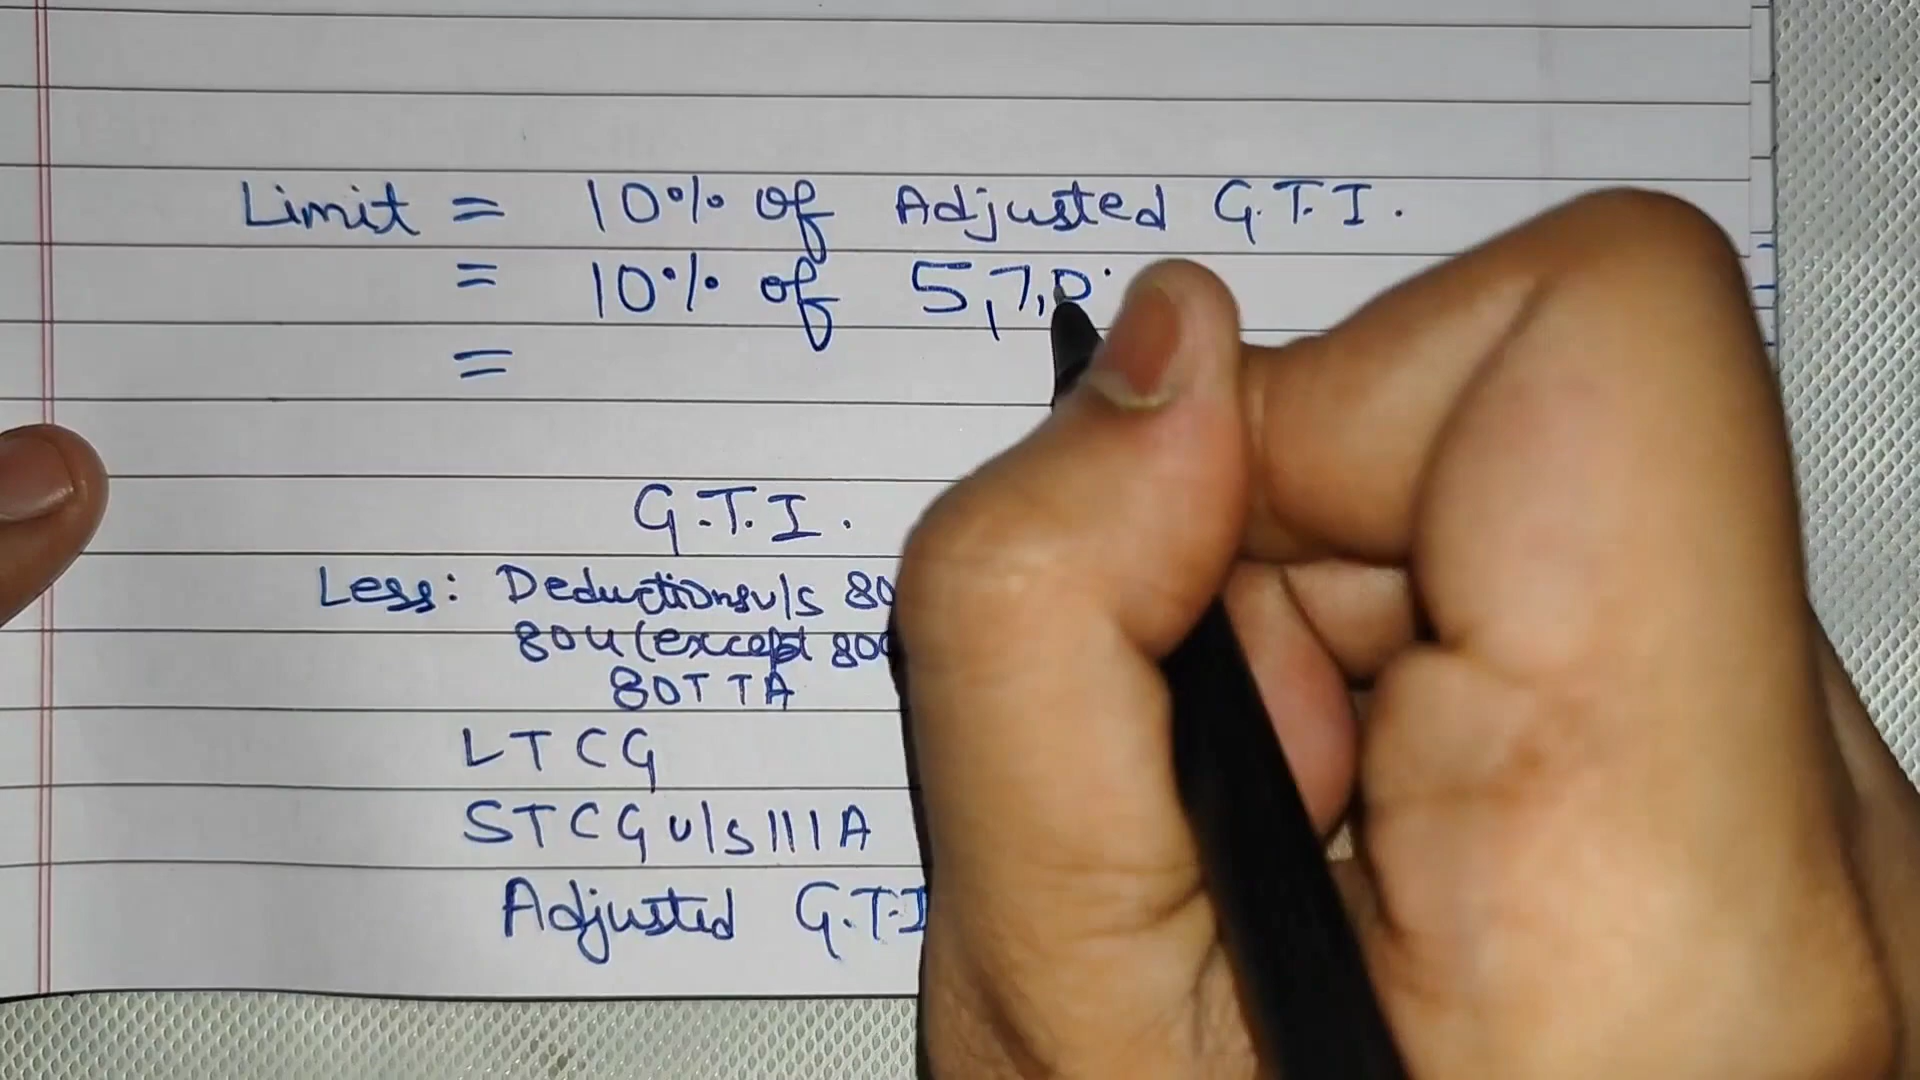 Limit = 10% of Adjusted G.T.I.
= 10% of 5,7,0
=
G.T.I.
Less: Deductions u/s 80
80U (except 80
80TTA
LTCG
STCG u/s 111A
Adjusted G.T.I